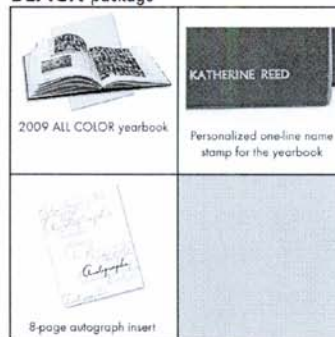 package
2009 ALL COLOR yearbook
KATHERINE REED
Personalized one-line name
stamp for the yearbook
Autographs
8-page autograph insert